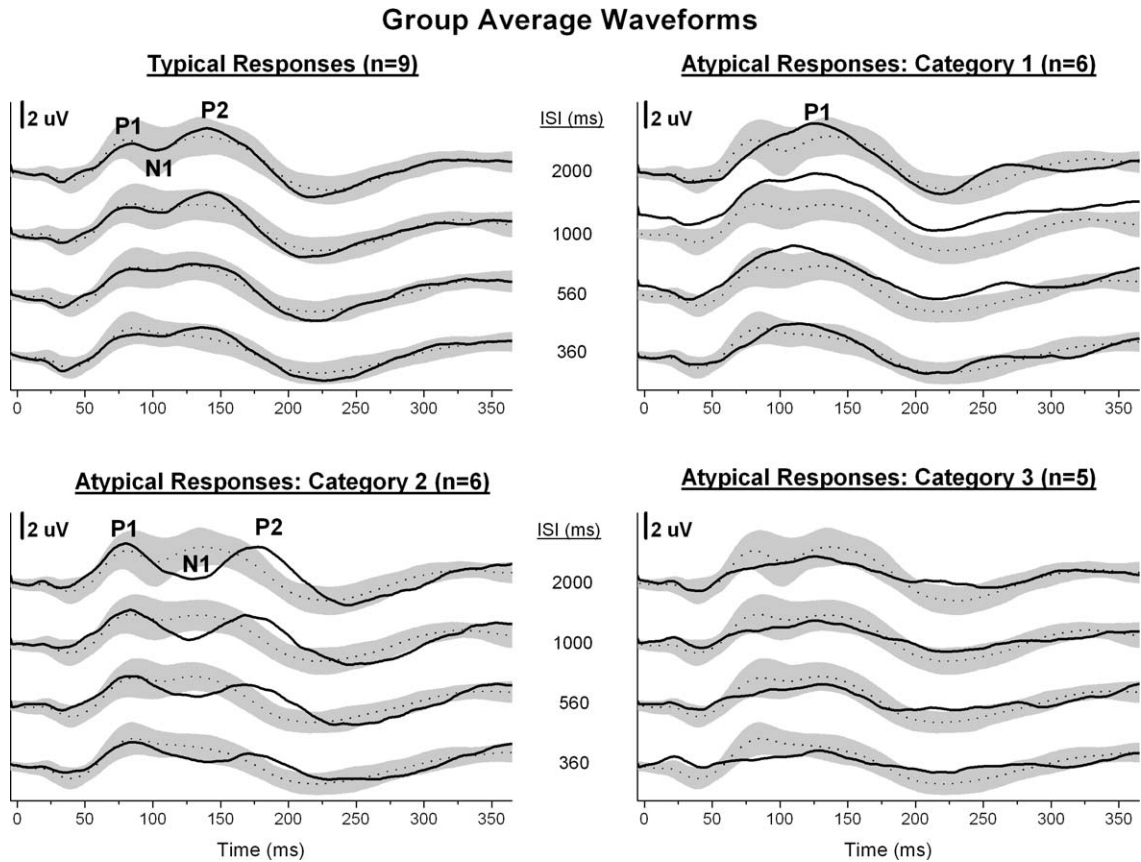 Group Average Waveforms
Typical Responses (n=9)
Atypical Responses: Category 1 (n=6)
2 uV
P1
N1
P2
ISI (ms)
2000
1000
560
360
2 uV
P1
0 50 100 150 200 250 300 350
0 50 100 150 200 250 300 350
Atypical Responses: Category 2 (n=6)
Atypical Responses: Category 3 (n=5)
2 uV
P1
N1
P2
ISI (ms)
2000
1000
560
360
2 uV
0 50 100 150 200 250 300 350
0 50 100 150 200 250 300 350
Time (ms)
Time (ms)